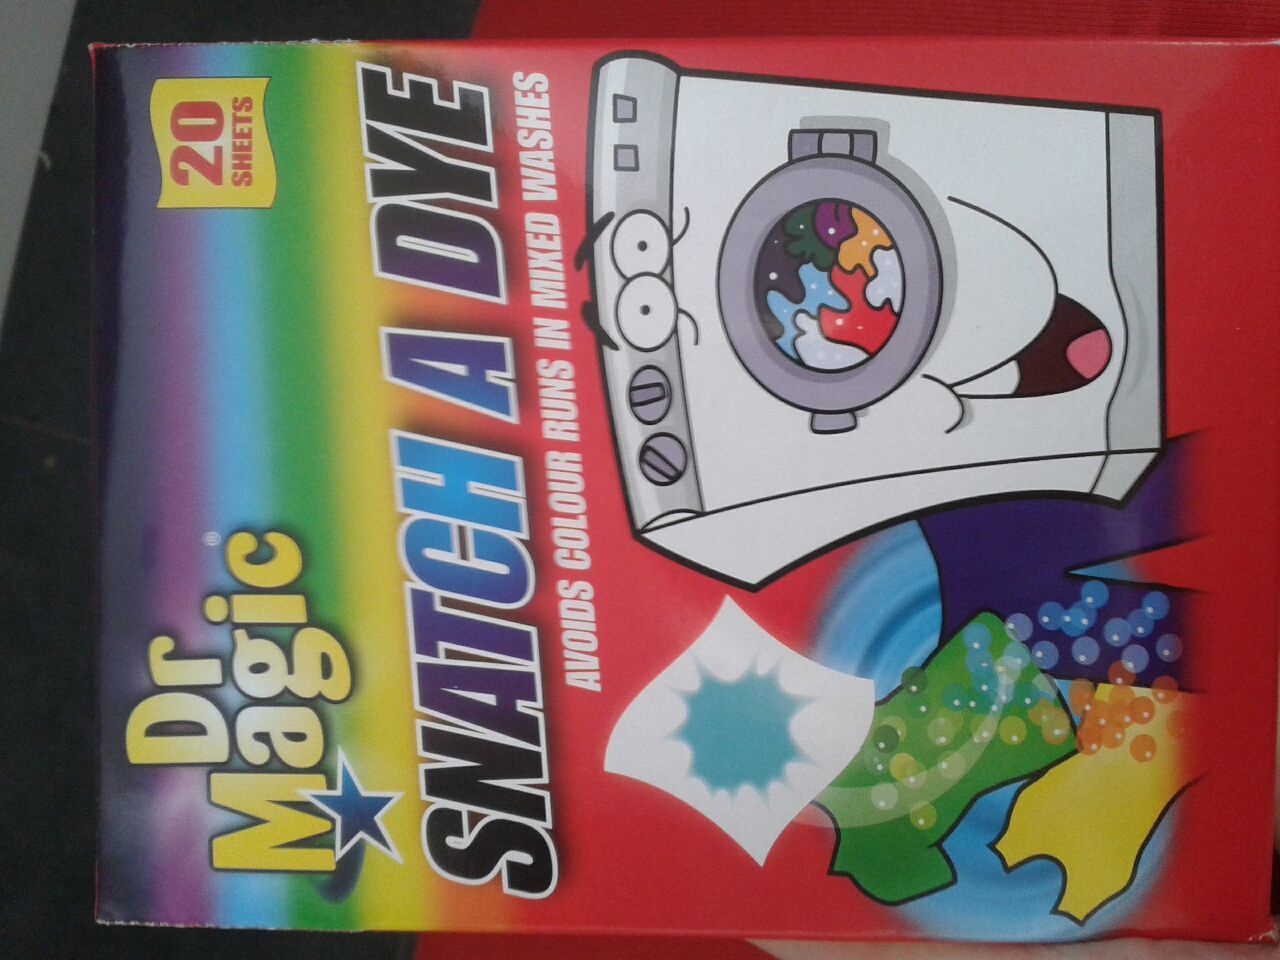 Dr
Magic®
20
SHEETS
SNATCH A DYE
AVOIDS COLOUR RUNS IN MIXED WASHES